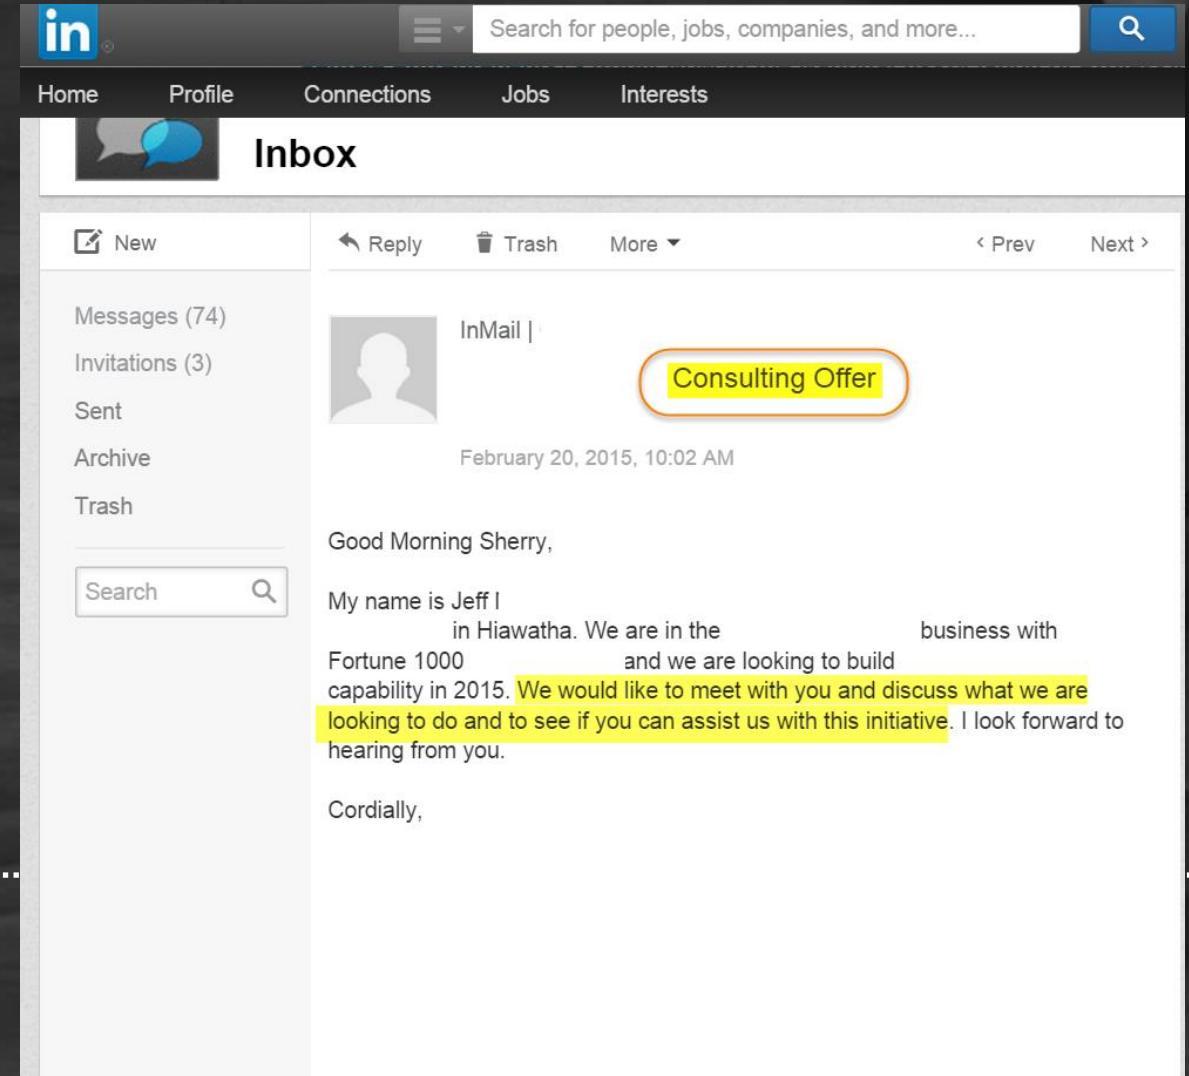 in
Search for people, jobs, companies, and more...
Home Profile Connections Jobs Interests
Inbox
New
Reply Trash More Prev Next
Messages (74)
Invitations (3)
Sent
Archive
Trash
Search
InMail |
Consulting Offer
February 20, 2015, 10:02 AM
Good Morning Sherry,
My name is Jeff
in Hiawatha. We are in the business with
Fortune 1000 and we are looking to build
capability in 2015. We would like to meet with you and discuss what we are
looking to do and to see if you can assist us with this initiative. I look forward to
hearing from you.
Cordially,